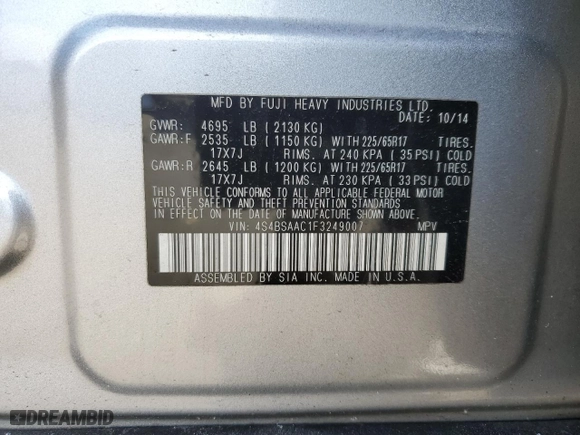 MFD BY FUJI HEAVY INDUSTRIES LTD.
DATE: 10/14
GVWR: 4695 LB ( 2130 KG)
GAWR:F 2535 LB ( 1150 KG) WITH 225/65R17 TIRES.
17X7J RIMS. AT 240 KPA ( 35 PSI) COLD
GAWR:R 2645 LB ( 1200 KG) WITH 225/65R17 TIRES.
17X7J RIMS. AT 230 KPA ( 33 PSI) COLD
THIS VEHICLE CONFORMS TO ALL APPLICABLE FEDERAL MOTOR
VEHICLE SAFETY AND THEFT PREVENTION STANDARDS
IN EFFECT ON THE DATE OF MANUFACTURE SHOWN ABOVE.
VIN: 4S4BSAAC1F3249007 MPV
ASSEMBLED BY SIA INC. MADE IN U.S.A.
DREAMBID